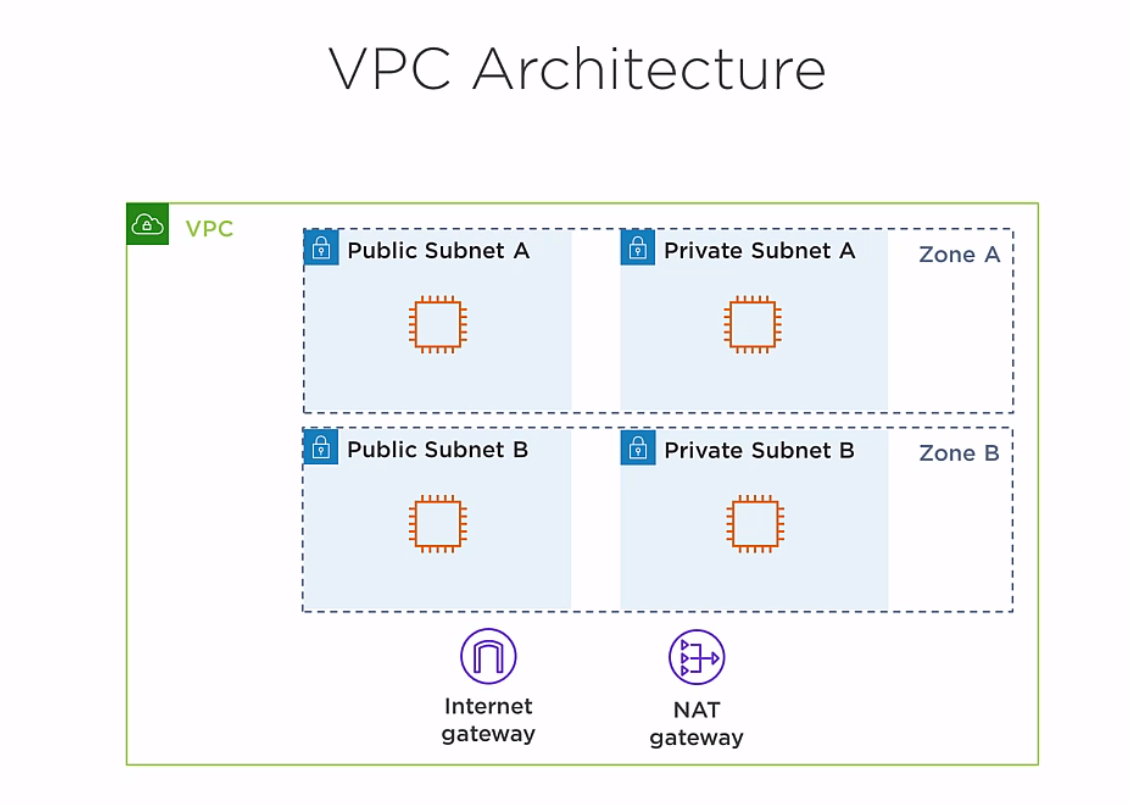 VPC Architecture
VPC
Public Subnet A
Private Subnet A
Zone A
Public Subnet B
Private Subnet B
Zone B
Internet
gateway
NAT
gateway